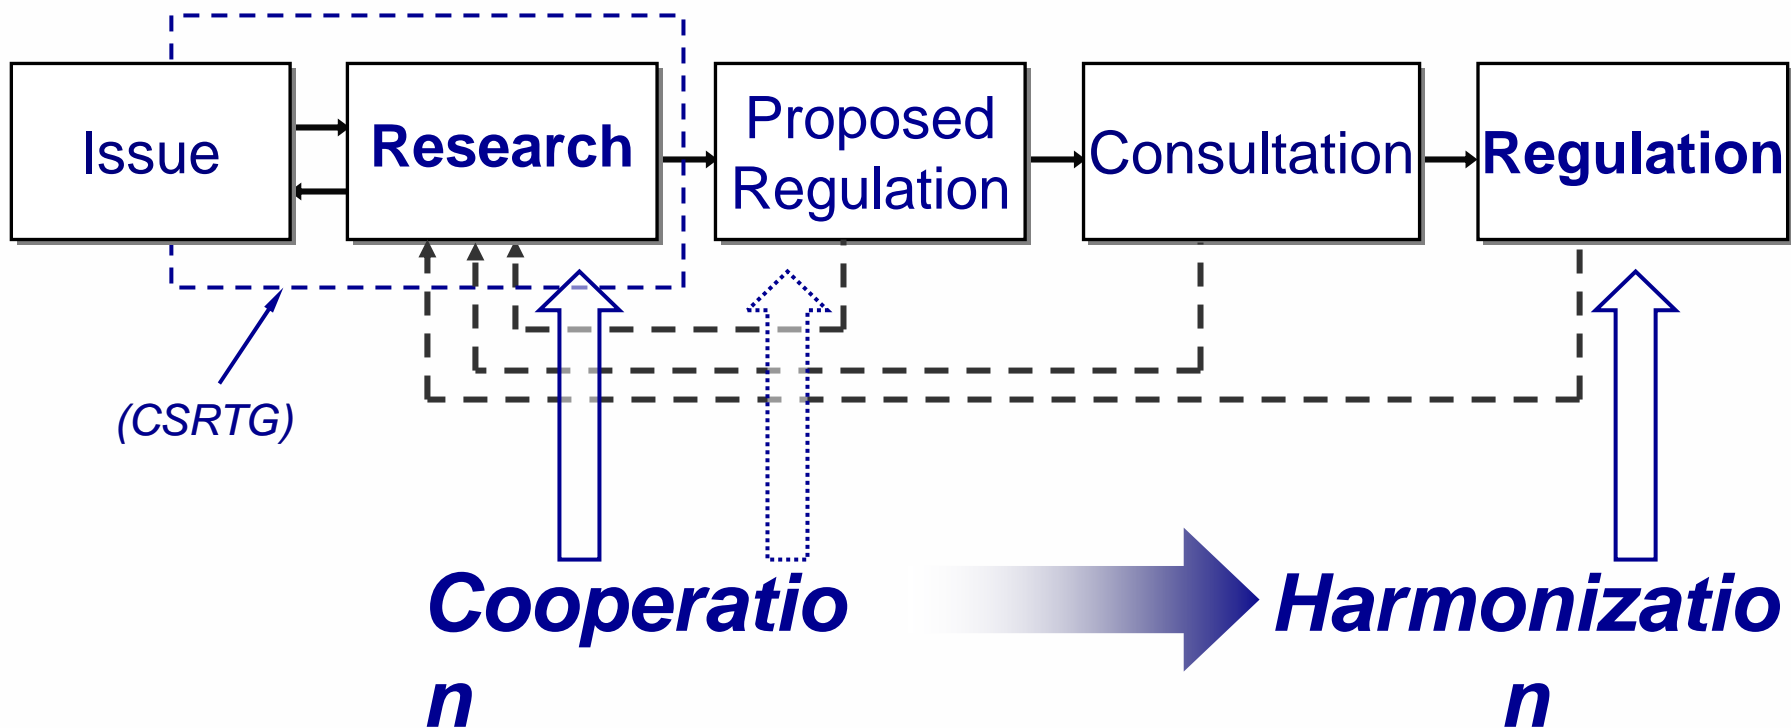 Issue
Research
Proposed
Regulation
Consultation
Regulation
(CSRTG)
Cooperatio
n
Harmonizatio
n